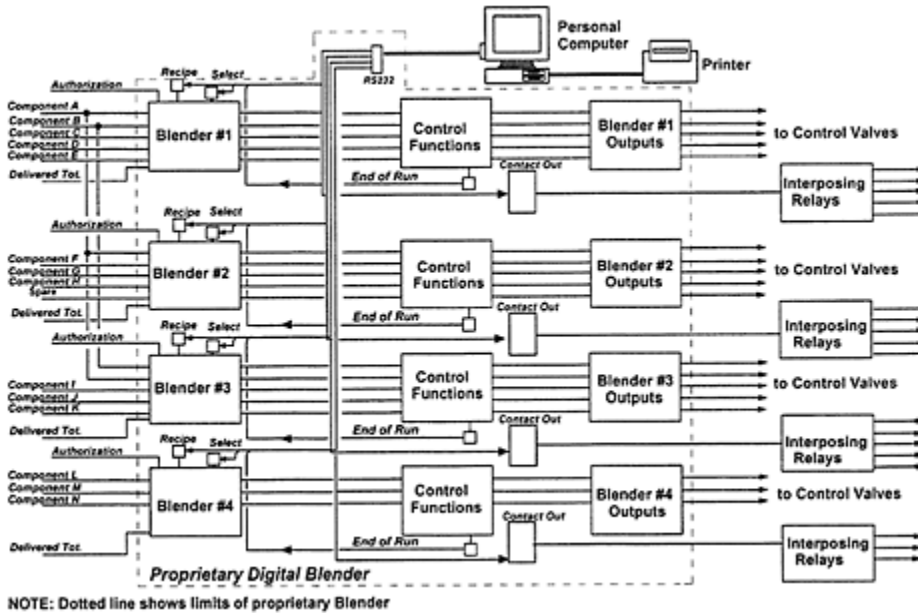 Personal
Computer
Printer
RS232
Recipe
Select
Authorization
Component A
Component B
Component C
Component D
Component E
Delivered Tot.
Blender #1
Control
Functions
Blender #1
Outputs
to Control Valves
End of Run
Contact Out
Interposing
Relays
Recipe
Select
Authorization
Component F
Component G
Component H
Spare
Delivered Tot.
Blender #2
Control
Functions
Blender #2
Outputs
to Control Valves
End of Run
Contact Out
Interposing
Relays
Recipe
Select
Authorization
Component I
Component J
Component K
Delivered Tot.
Blender #3
Control
Functions
Blender #3
Outputs
to Control Valves
End of Run
Contact Out
Interposing
Relays
Recipe
Select
Authorization
Component L
Component M
Component N
Delivered Tot.
Blender #4
Control
Functions
Blender #4
Outputs
to Control Valves
End of Run
Contact Out
Interposing
Relays
Proprietary Digital Blender
NOTE: Dotted line shows limits of proprietary Blender